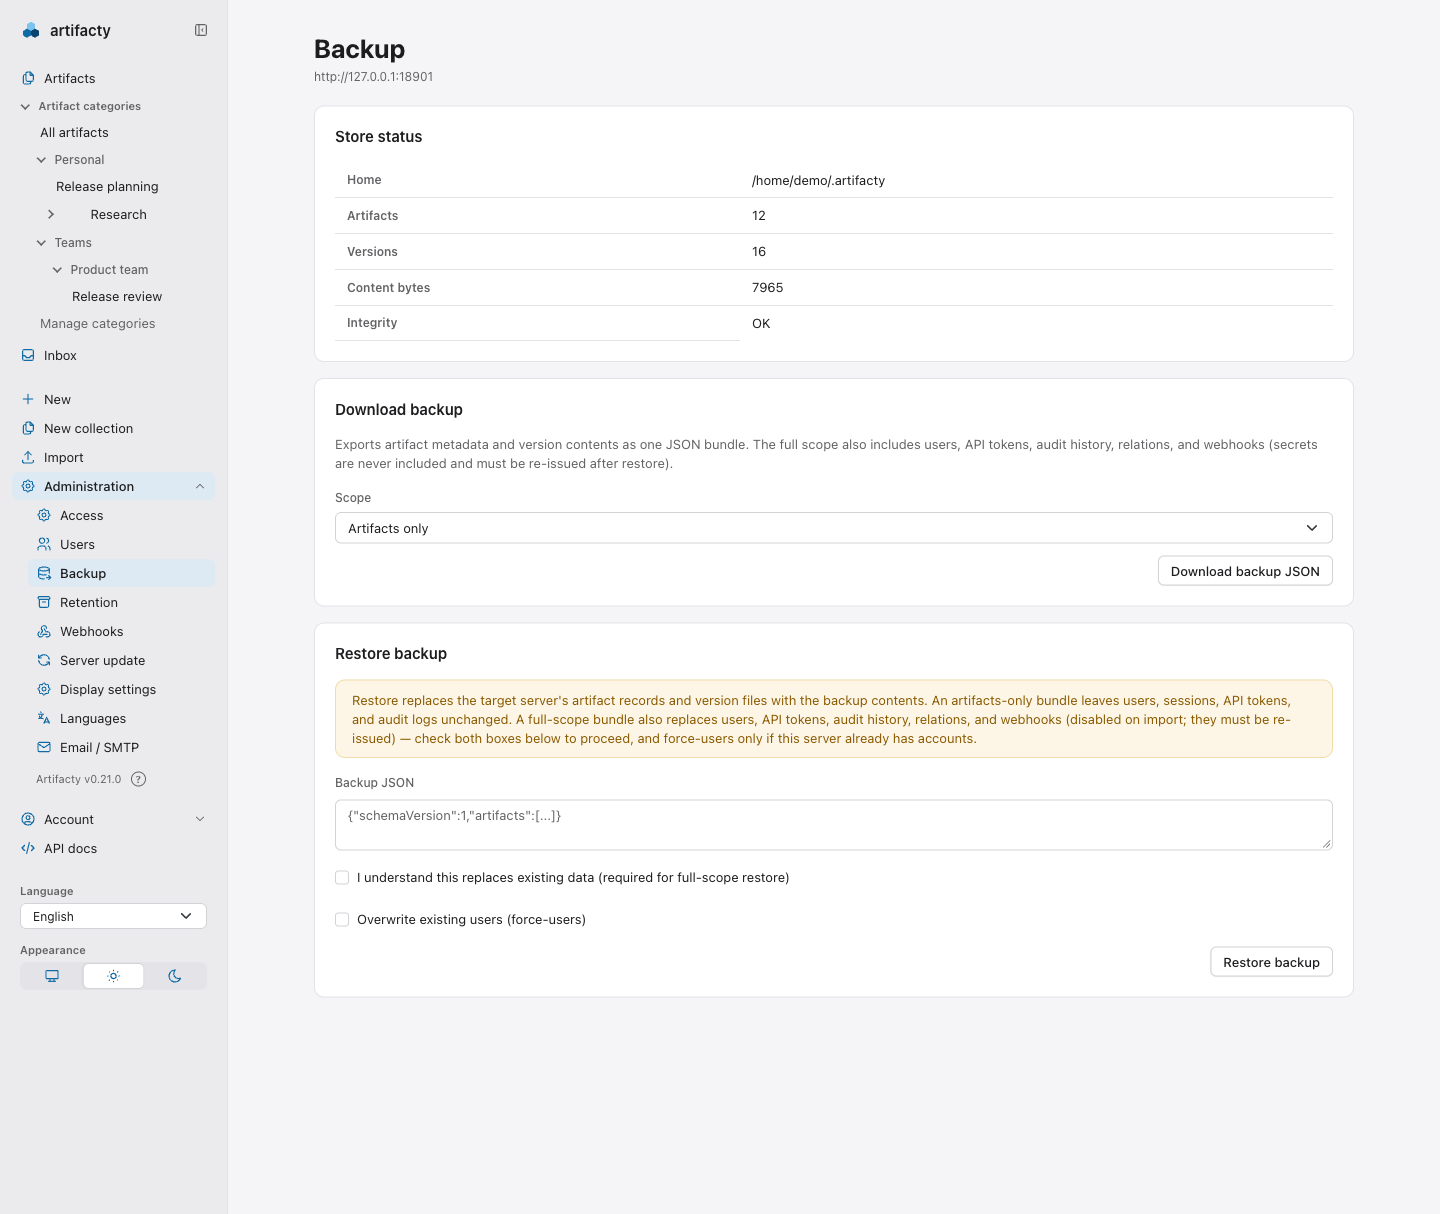 artifacty
Artifacts
Artifact categories
All artifacts
Personal
Release planning
Research
Teams
Product team
Release review
Manage categories
Inbox
New
New collection
Import
Administration
Access
Users
Backup
Retention
Webhooks
Server update
Display settings
Languages
Email / SMTP
Artifacty v0.21.0 ?
Account
API docs
Language
English
Appearance
Backup
http://127.0.0.1:18901
Store status
Home /home/demo/.artifacty
Artifacts 12
Versions 16
Content bytes 7965
Integrity OK
Download backup
Exports artifact metadata and version contents as one JSON bundle. The full scope also includes users, API tokens, audit history, relations, and webhooks (secrets
are never included and must be re-issued after restore).
Scope
Artifacts only
Download backup JSON
Restore backup
Restore replaces the target server's artifact records and version files with the backup contents. An artifacts-only bundle leaves users, sessions, API tokens,
and audit logs unchanged. A full-scope bundle also replaces users, API tokens, audit history, relations, and webhooks (disabled on import; they must be re-
issued) — check both boxes below to proceed, and force-users only if this server already has accounts.
Backup JSON
{"schemaVersion":1,"artifacts":[...]}
I understand this replaces existing data (required for full-scope restore)
Overwrite existing users (force-users)
Restore backup